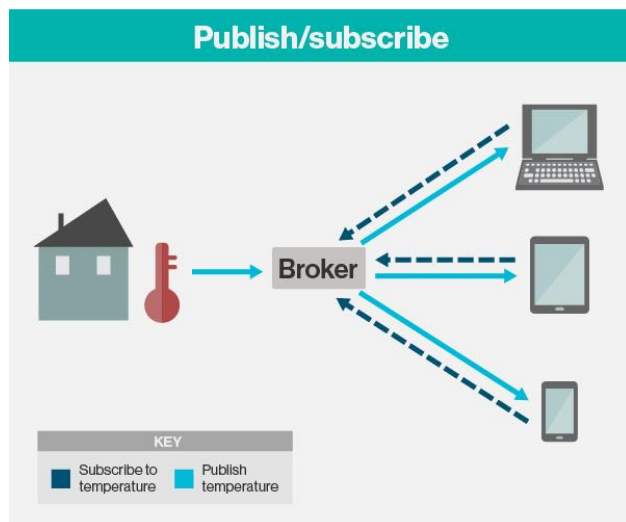 Publish/subscribe
Broker
KEY
Subscribe to
temperature
Publish
temperature